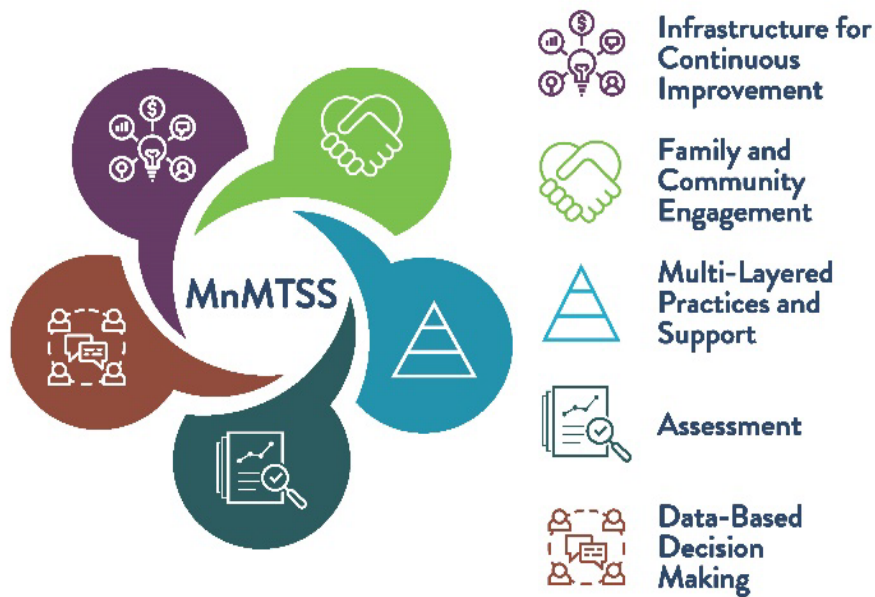 MnMTSS
Infrastructure for
Continuous
Improvement
Family and
Community
Engagement
Multi-Layered
Practices and
Support
Assessment
Data-Based
Decision
Making